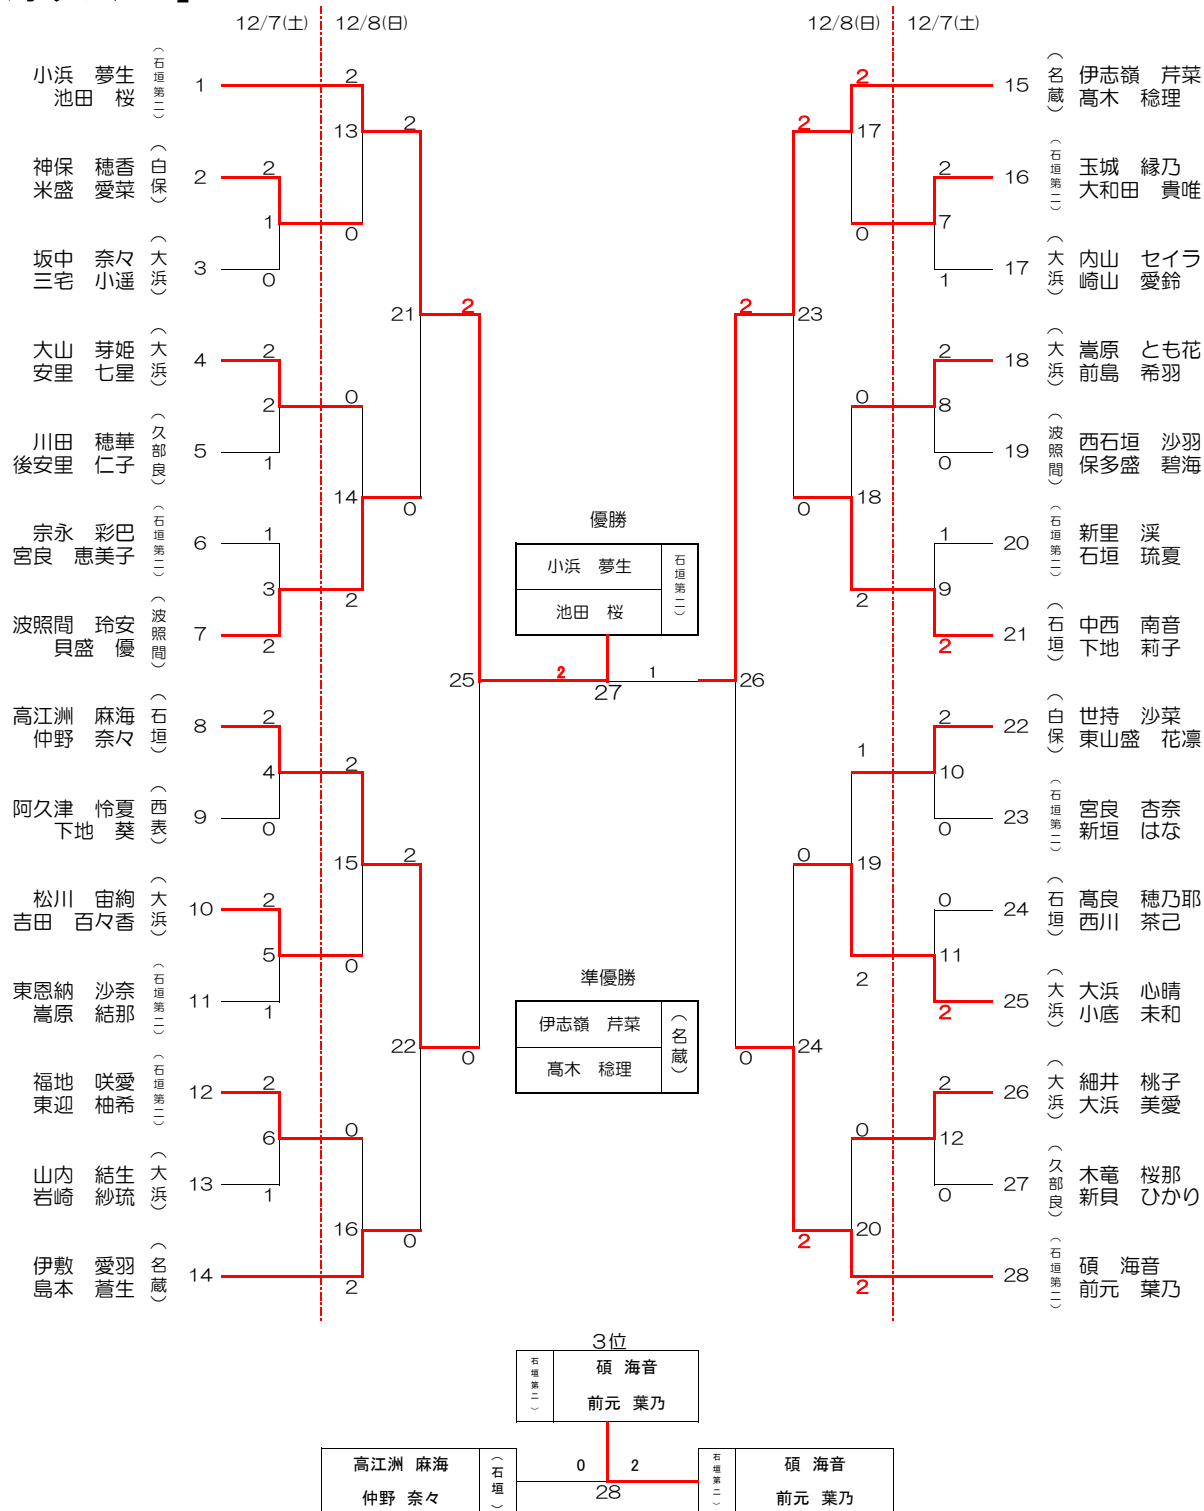 12/7(土) 12/8(日) 12/8(日) 12/7(土)
小浜 夢生
池田 桜
(石垣第二)
1
神保 穂香
米盛 愛菜
(白保)
2
坂中 奈々
三宅 小遥
(大浜)
3
大山 芽姫
安里 七星
(大浜)
4
川田 穂華
後安里 仁子
(久部良)
5
宗永 彩巴
宮良 恵美子
(石垣第二)
6
波照間 玲安
貝盛 優
(波照間)
7
高江洲 麻海
仲野 奈々
(石垣)
8
阿久津 怜夏
下地 葵
(西表)
9
松川 宙絢
吉田 百々香
(大浜)
10
東恩納 沙奈
嵩原 結那
(石垣第二)
11
福地 咲愛
東迎 柚希
(石垣第二)
12
山内 結生
岩崎 紗琉
(大浜)
13
伊敷 愛羽
島本 蒼生
(名蔵)
14
2
1
0
2
2
1
1
3
2
2
4
0
2
5
1
2
6
1
2
13
0
0
14
2
2
15
0
0
16
2
2
21
0
2
22
0
2
25
0
優勝
小浜 夢生
池田 桜
石垣第二)
2 27 1
準優勝
伊志嶺 芹菜
髙木 稔理
(名蔵)
2
26
0
2
23
0
0
24
2
2
17
0
0
18
2
1
19
2
0
20
2
2
7
1
2
8
0
1
9
2
2
10
0
0
11
2
2
12
0
15
(名蔵)
伊志嶺 芹菜
髙木 稔理
16
(石垣第二)
玉城 縁乃
大和田 貴唯
17
(大浜)
内山 セイラ
崎山 愛鈴
18
(大浜)
嵩原 とも花
前島 希羽
19
(波照間)
西石垣 沙羽
保多盛 碧海
20
(石垣第二)
新里 渓
石垣 琉夏
21
(石垣)
中西 南音
下地 莉子
22
(白保)
世持 沙菜
東山盛 花凛
23
(石垣第二)
宮良 杏奈
新垣 はな
24
(石垣)
髙良 穂乃耶
西川 茶己
25
(大浜)
大浜 心晴
小底 未和
26
(大浜)
細井 桃子
大浜 美愛
27
(久部良)
木竜 桜那
新貝 ひかり
28
(石垣第二)
碩 海音
前元 葉乃
3位
石垣第二)
碩 海音
前元 葉乃
高江洲 麻海
仲野 奈々
(石垣)
0 2
28
石垣第二)
碩 海音
前元 葉乃